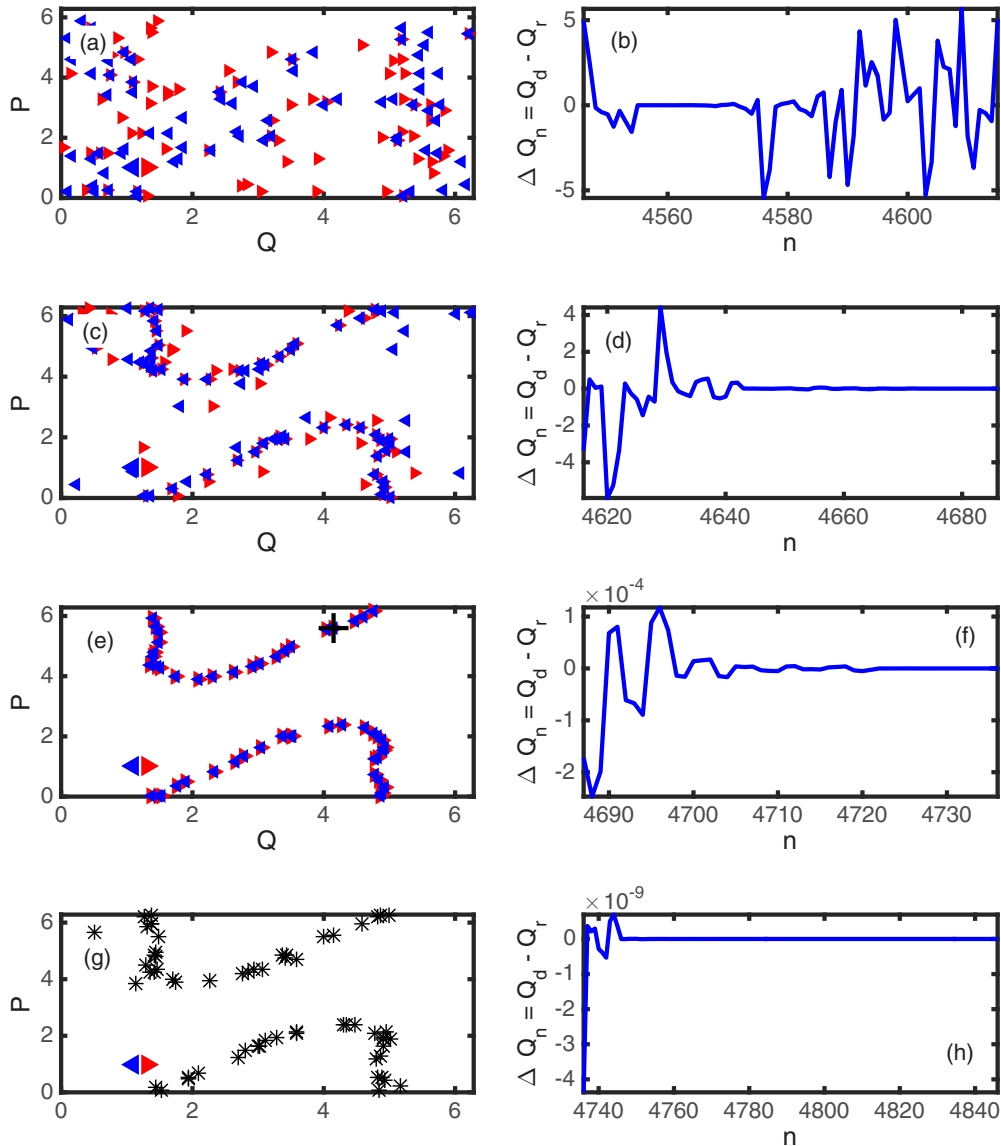 (a)
P
0
2
4
6
0
2
4
6
Q
(b)
Δ Q_n = Q_d - Q_r
5
0
-5
4560
4580
4600
n
(c)
P
6
4
2
0
0
2
4
6
Q
(d)
Δ Q_n = Q_d - Q_r
4
2
0
-2
-4
4620
4640
4660
4680
n
(e)
P
6
4
2
0
0
2
4
6
Q
× 10^-4
(f)
Δ Q_n = Q_d - Q_r
1
0
-1
-2
4690
4700
4710
4720
4730
n
(g)
P
6
4
2
0
0
2
4
6
Q
× 10^-9
(h)
Δ Q_n = Q_d - Q_r
0
-1
-2
-3
-4
4740
4760
4780
4800
4820
4840
n